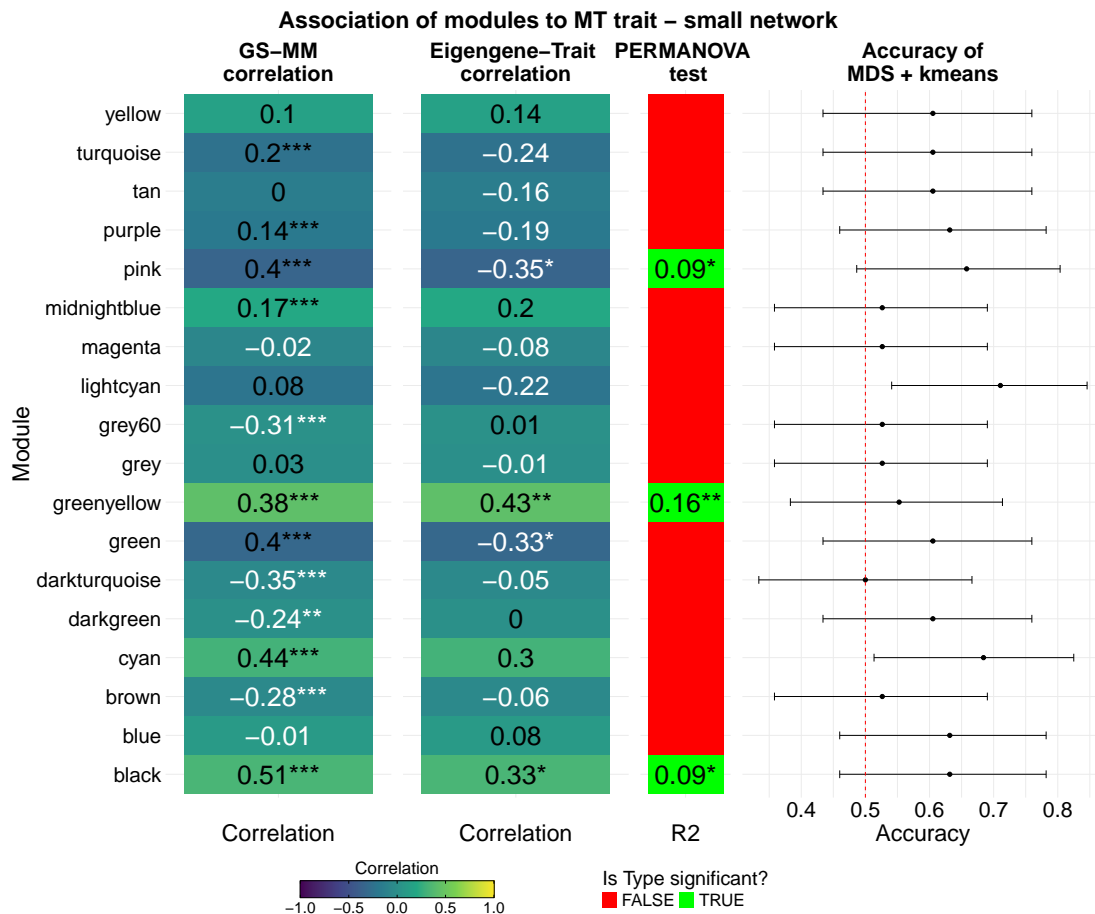 Association of modules to MT trait − small network
GS−MM correlation
Eigengene−Trait correlation
PERMANOVA test
Accuracy of MDS + kmeans
Module
yellow 0.1 0.14
turquoise 0.2*** −0.24
tan 0 −0.16
purple 0.14*** −0.19
pink 0.4*** −0.35* 0.09*
midnightblue 0.17*** 0.2
magenta −0.02 −0.08
lightcyan 0.08 −0.22
grey60 −0.31*** 0.01
grey 0.03 −0.01
greenyellow 0.38*** 0.43** 0.16**
green 0.4*** −0.33*
darkturquoise −0.35*** −0.05
darkgreen −0.24** 0
cyan 0.44*** 0.3
brown −0.28*** −0.06
blue −0.01 0.08
black 0.51*** 0.33* 0.09*
0.4 0.5 0.6 0.7 0.8
Correlation Correlation R2 Accuracy
Correlation
−1.0 −0.5 0.0 0.5 1.0
Is Type significant?
FALSE TRUE